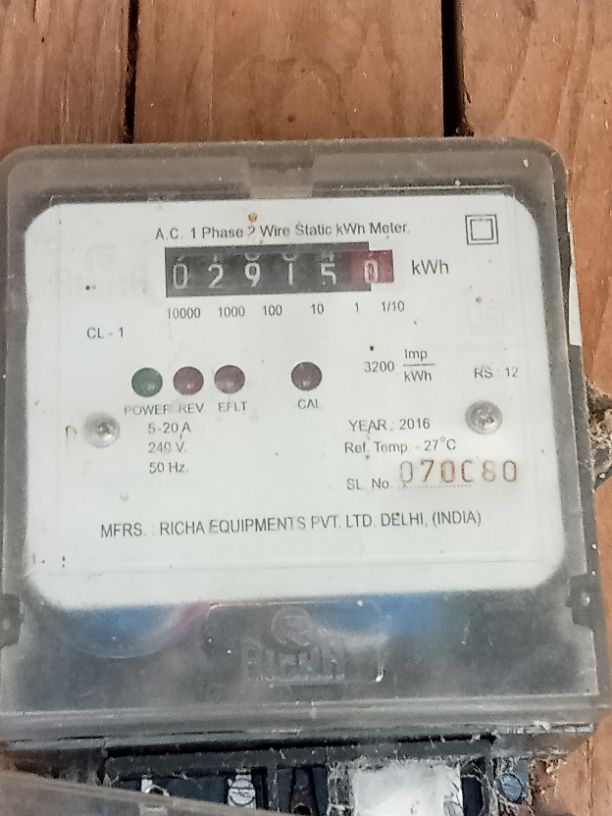 A.C. 1 Phase 2 Wire Static kWh Meter.
029150 kWh
10000 1000 100 10 1 1/10
CL - 1
3200 Imp/kWh
RS : 12
POWER REV EFLT CAL
5-20 A
240 V.
50 Hz.
YEAR : 2016
Ref. Temp. - 27°C
SL. No. 070C80
MFRS. : RICHA EQUIPMENTS PVT. LTD. DELHI, (INDIA)
RICHA